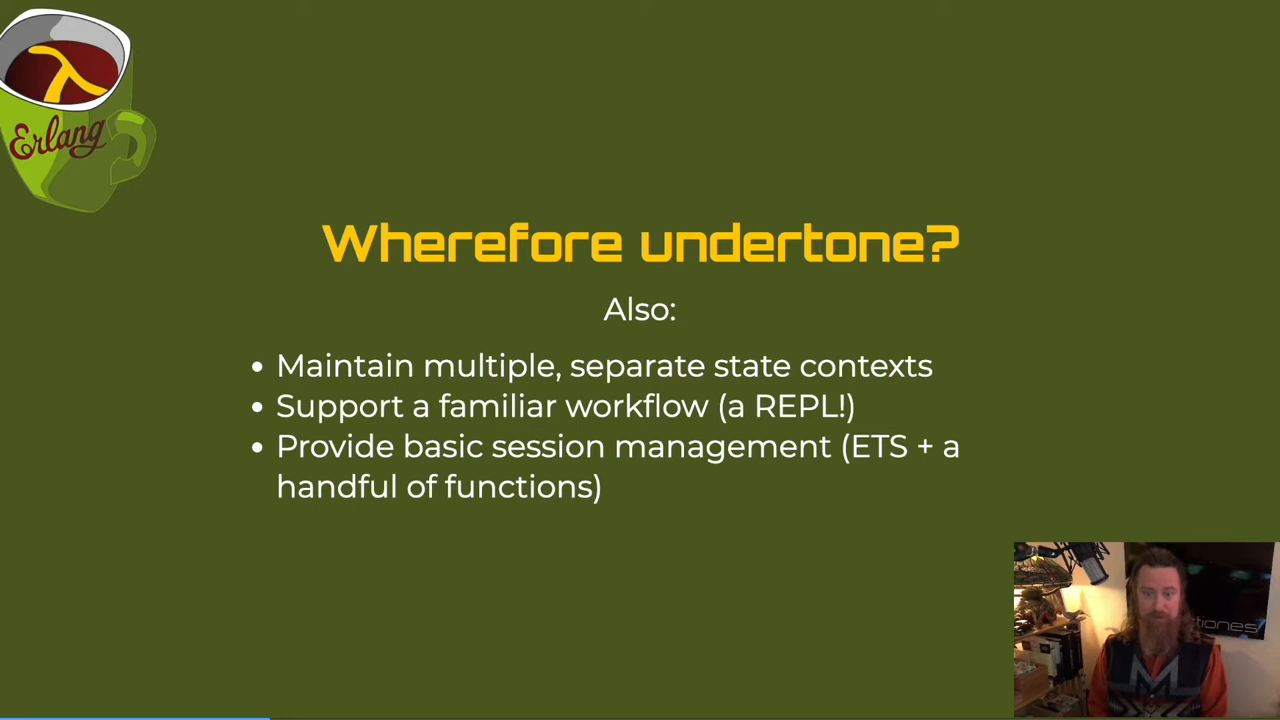 Erlang
Wherefore undertone?
Also:
• Maintain multiple, separate state contexts
• Support a familiar workflow (a REPL!)
• Provide basic session management (ETS + a
handful of functions)
tiones